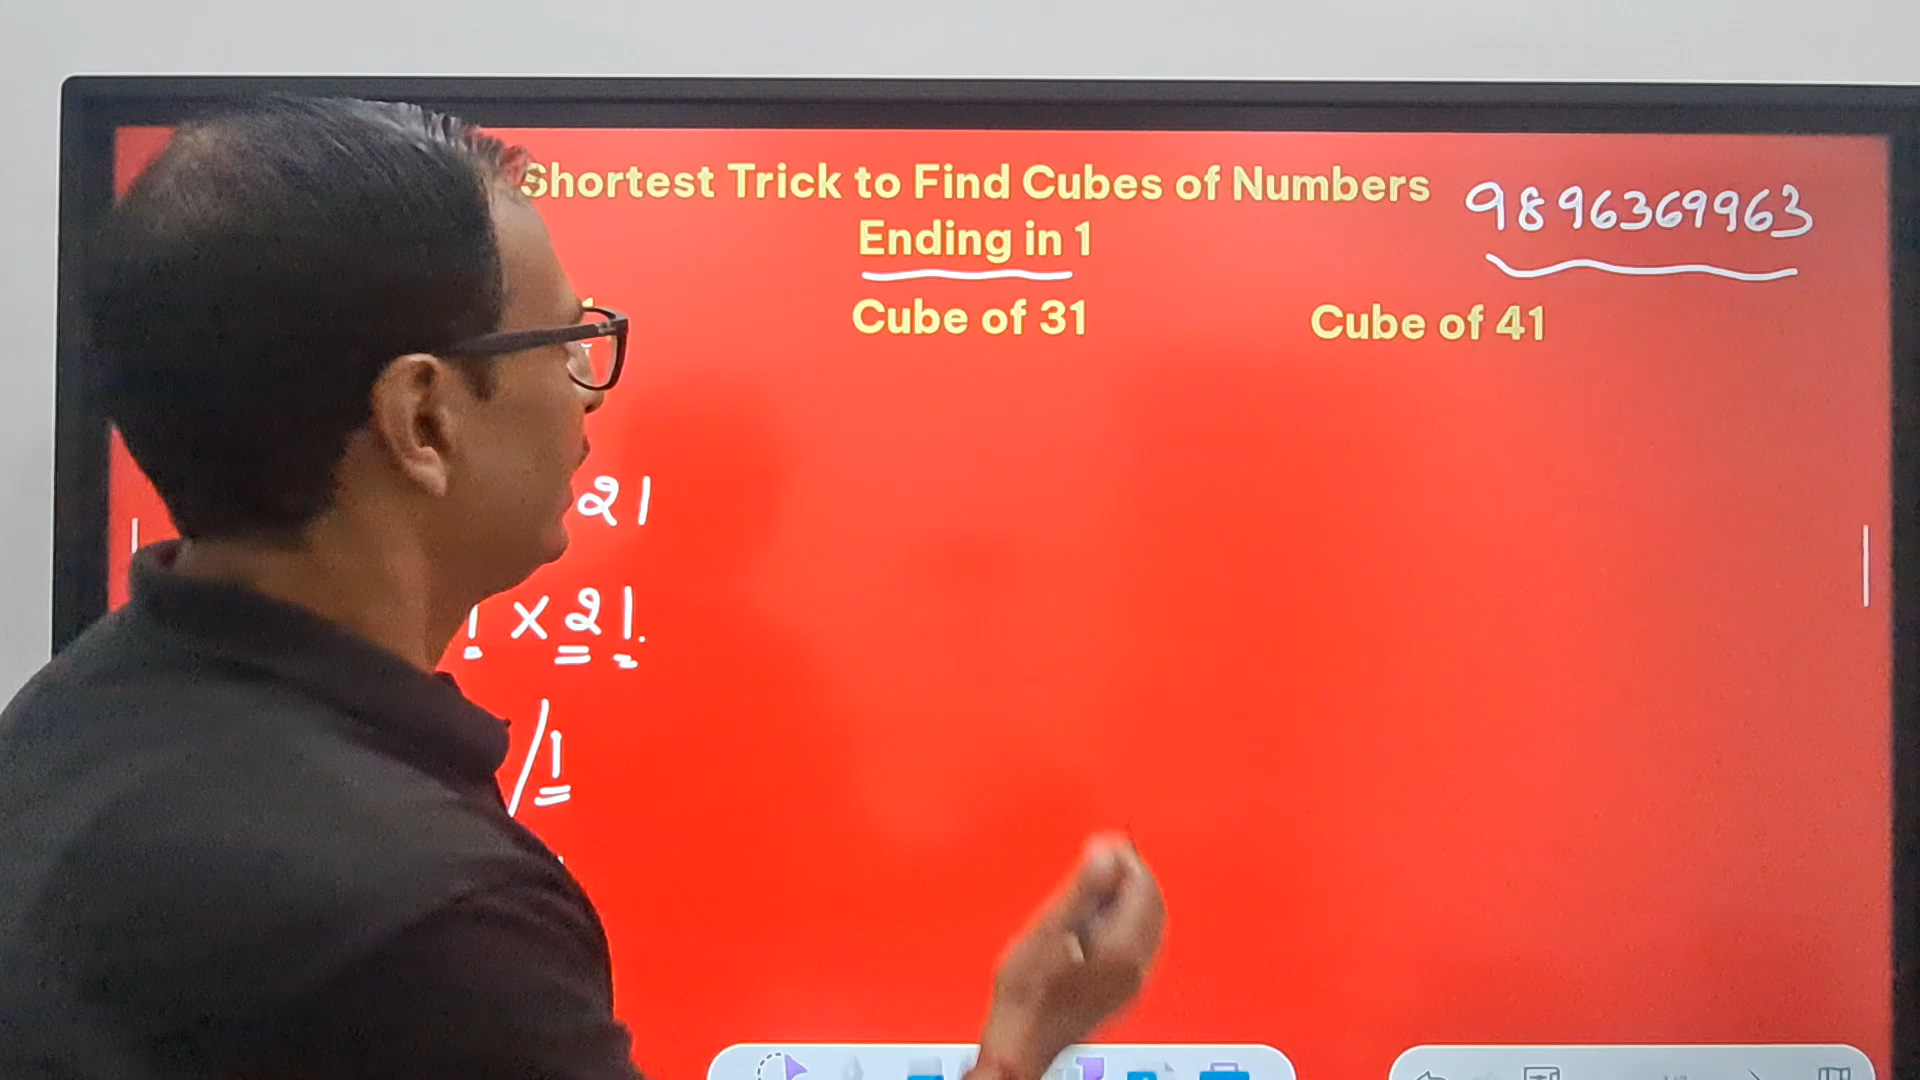 Shortest Trick to Find Cubes of Numbers
Ending in 1
9896369963
Cube of 31
Cube of 41
21
1 × 21.
/1